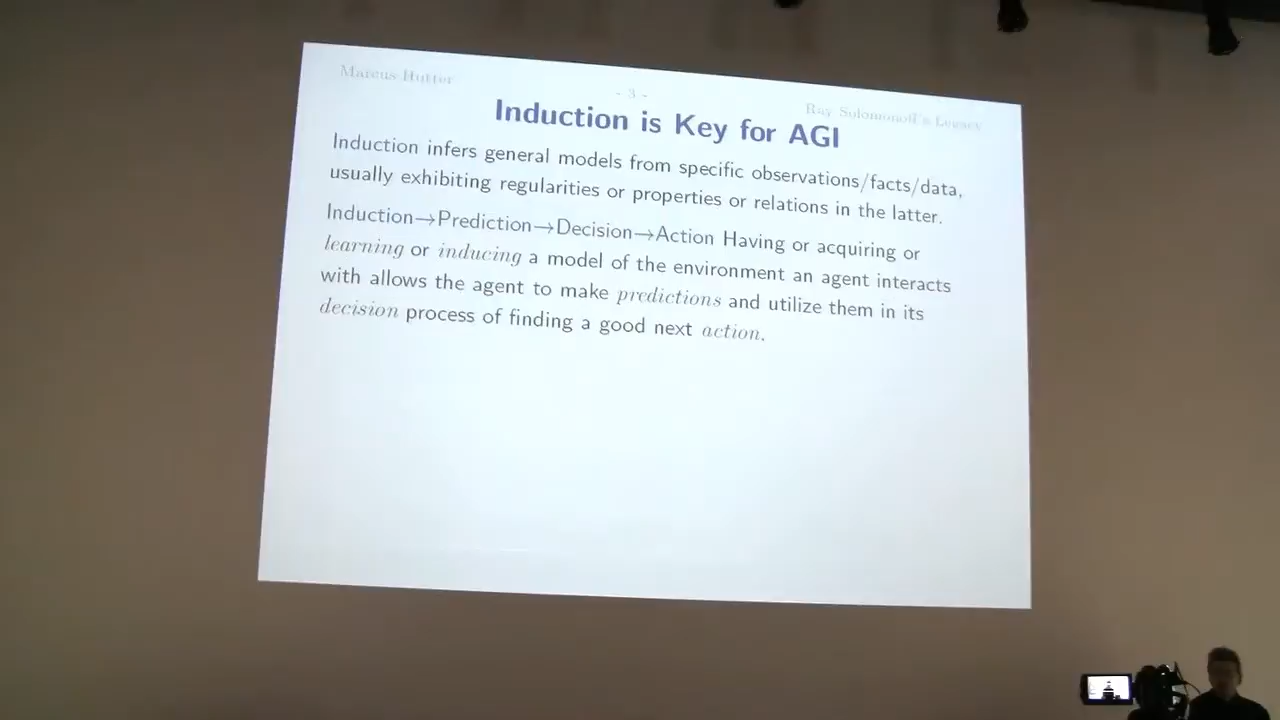 Marcus Hutter
- 3 -
Ray Solomonoff's Legacy
Induction is Key for AGI
Induction infers general models from specific observations/facts/data,
usually exhibiting regularities or properties or relations in the latter.
Induction→Prediction→Decision→Action Having or acquiring or
learning or inducing a model of the environment an agent interacts
with allows the agent to make predictions and utilize them in its
decision process of finding a good next action.